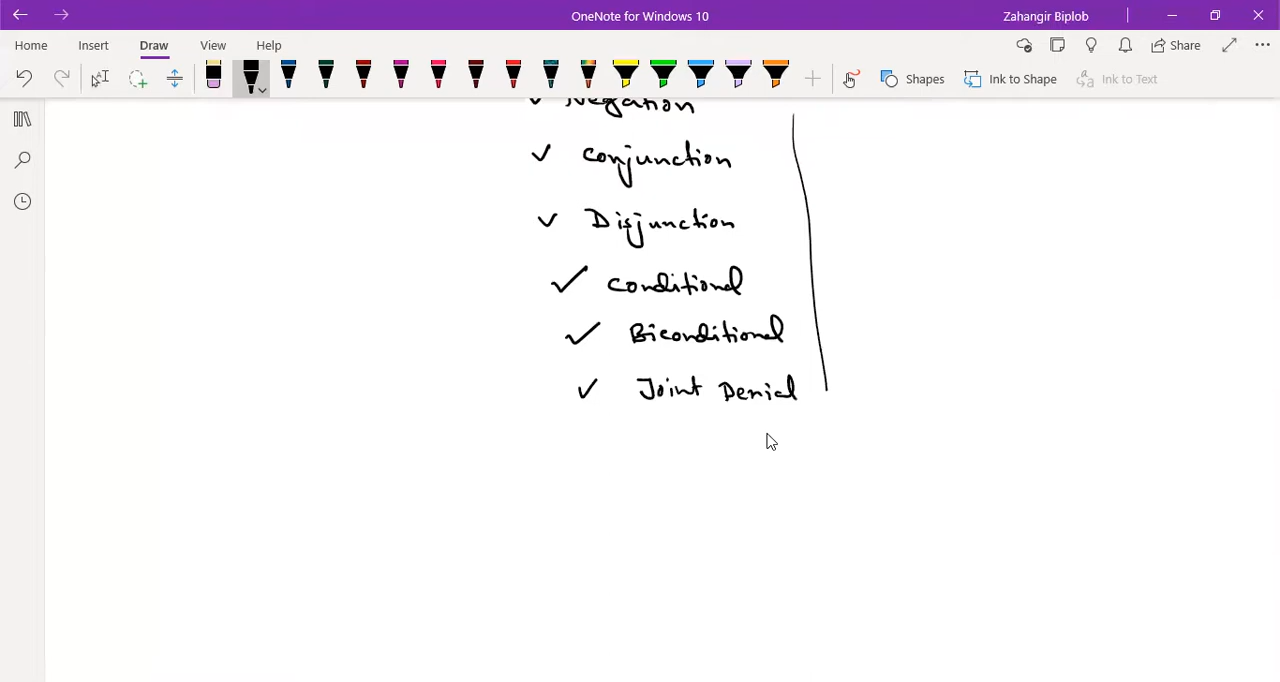 OneNote for Windows 10
Zahangir Biplob
Home Insert Draw View Help
Share
Shapes Ink to Shape Ink to Text
✓ Negation
✓ Conjunction
✓ Disjunction
✓ Conditional
✓ Biconditional
✓ Joint Denial